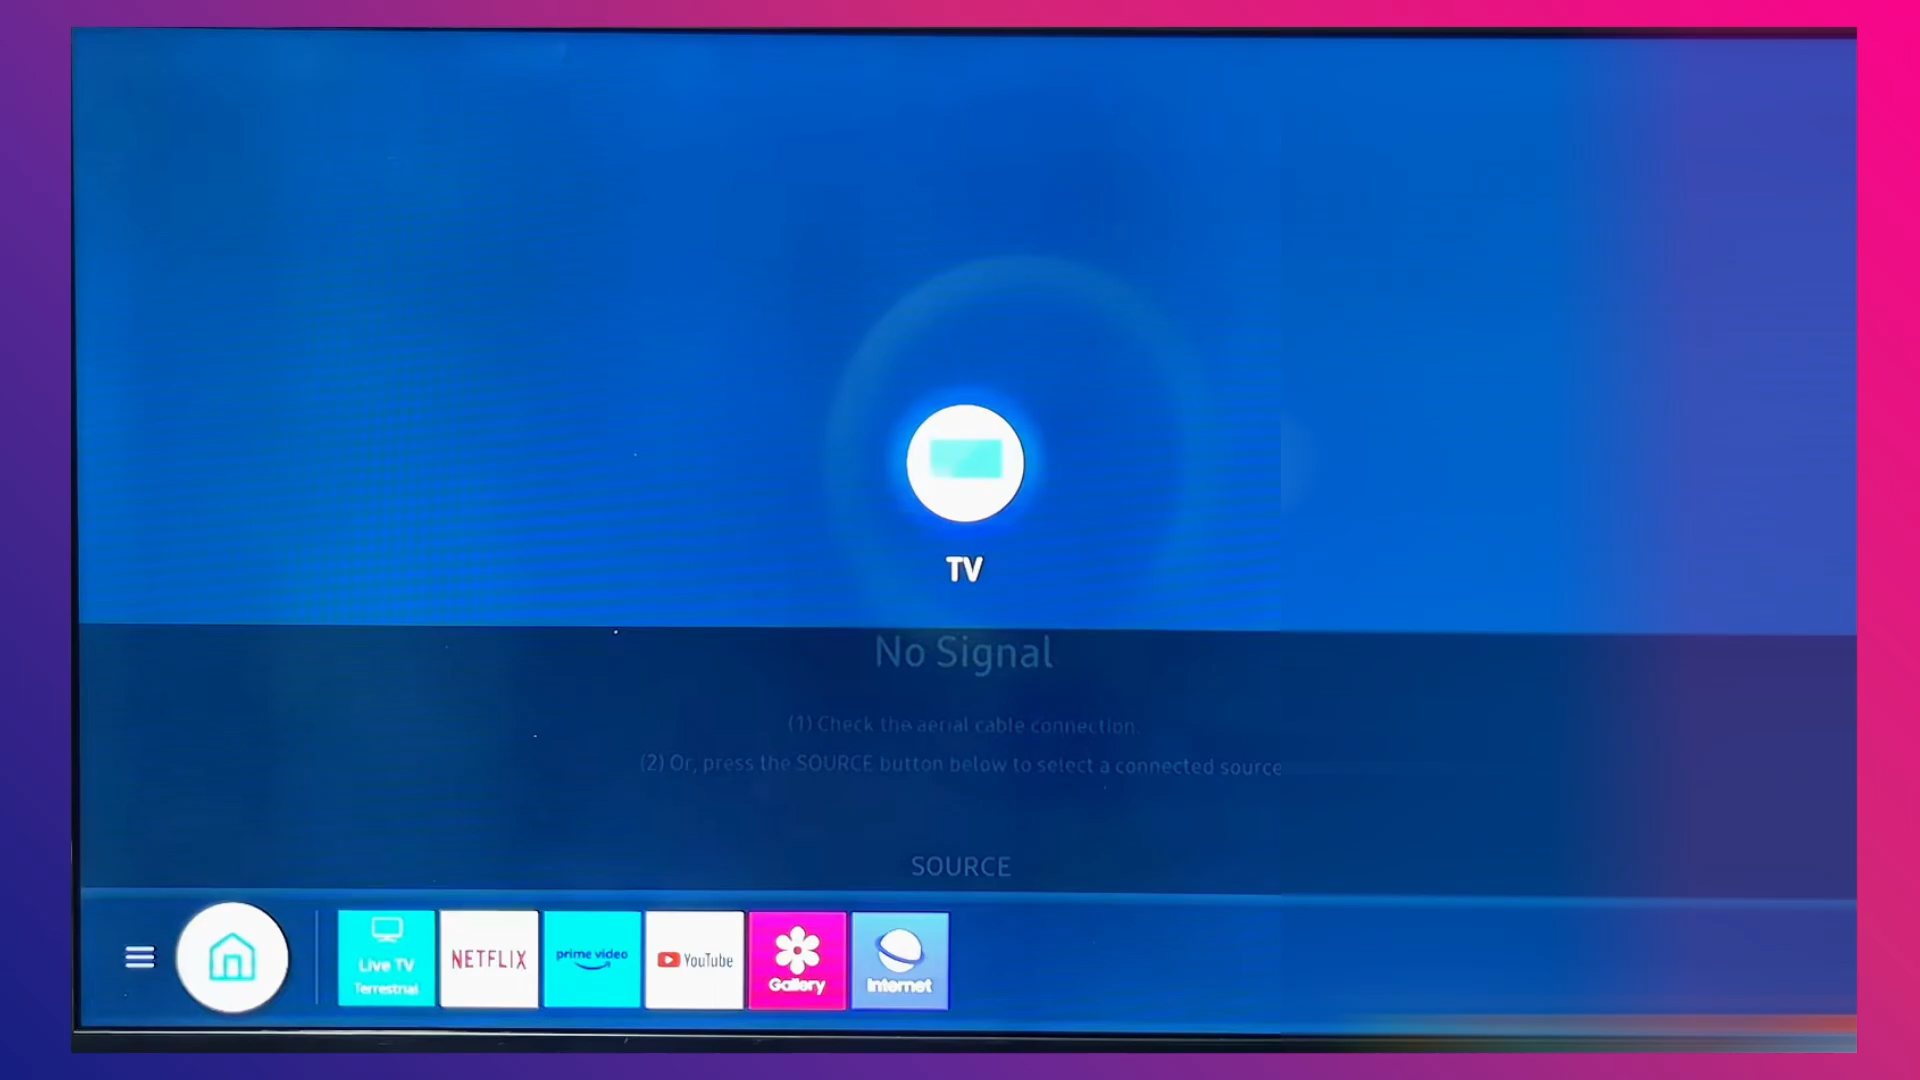 TV
No Signal
(1) Check the aerial cable connection.
(2) Or, press the SOURCE button below to select a connected source
SOURCE
Live TV
Terrestrial
NETFLIX
prime video
YouTube
Gallery
Internet